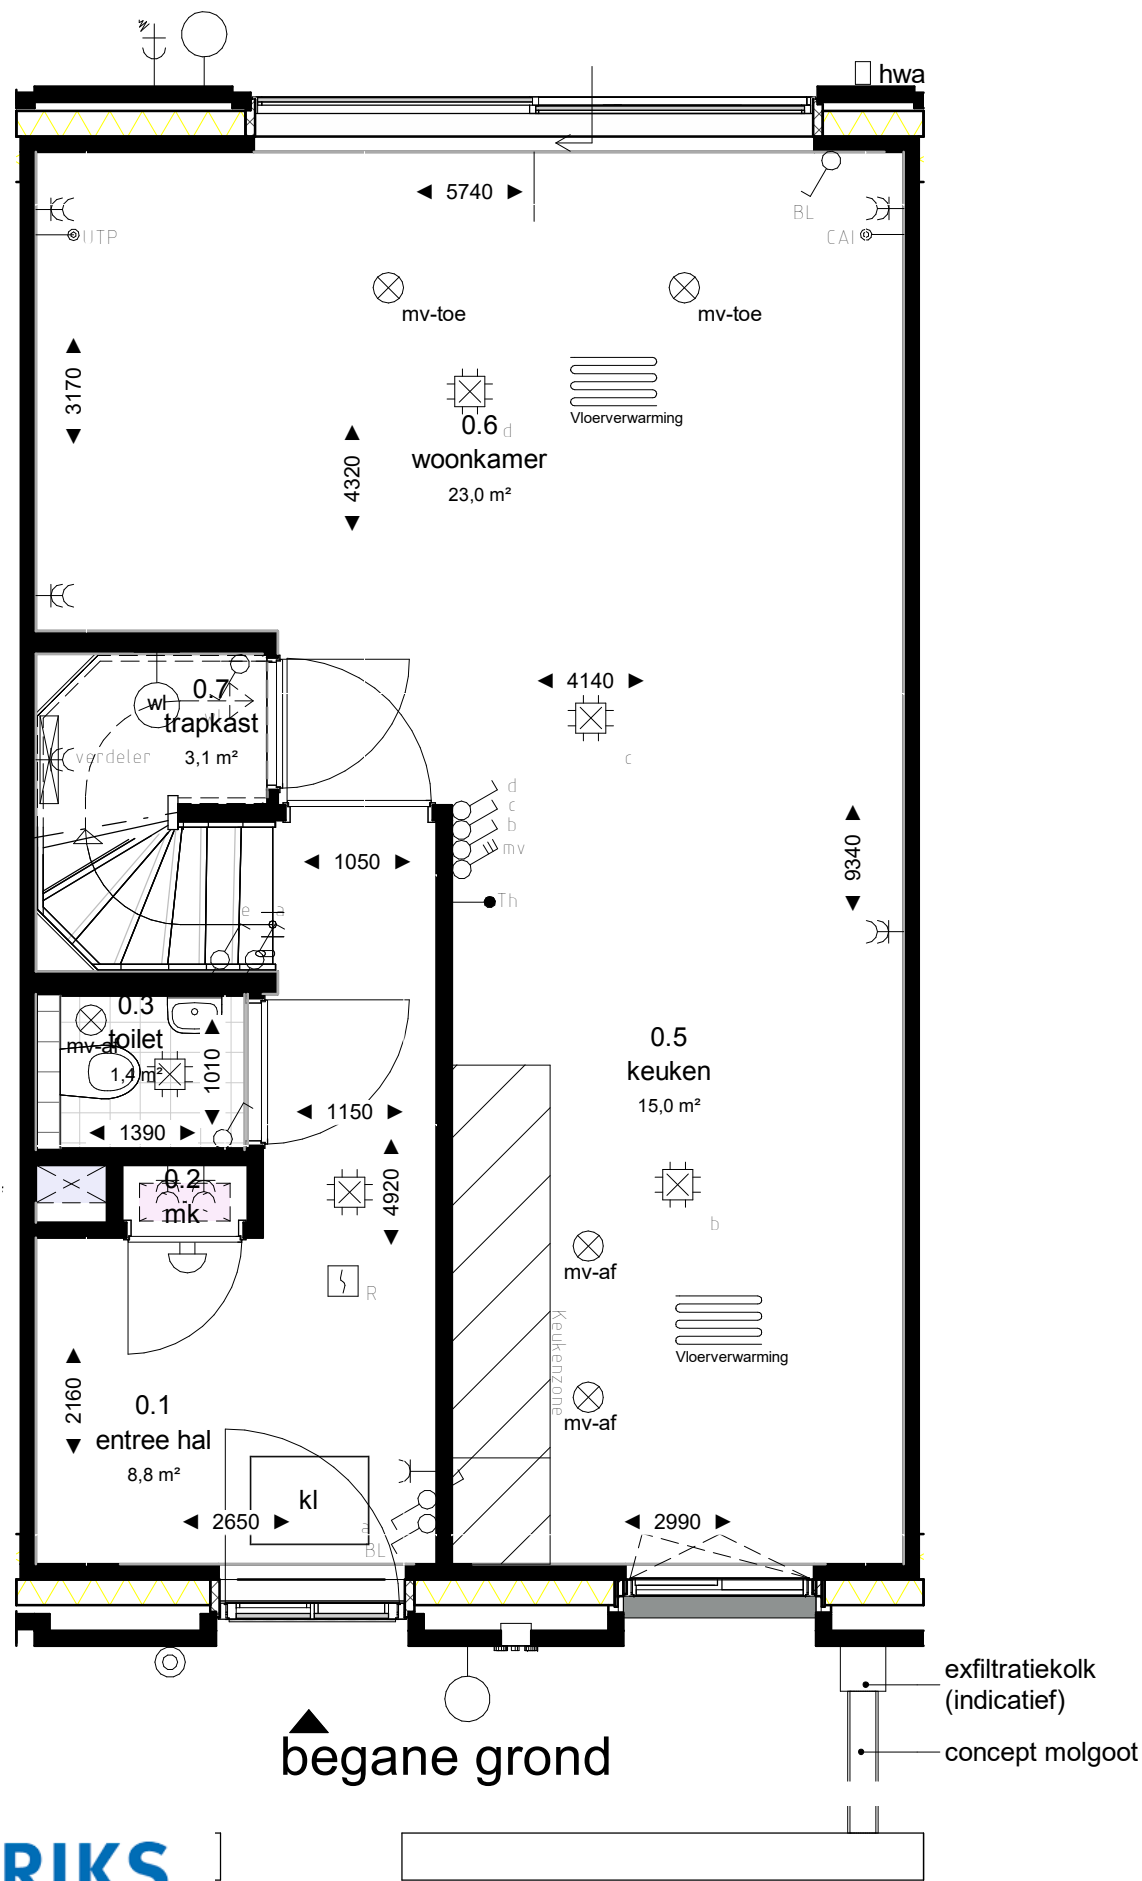 hwa
5740
BL
UTP
CAI
mv-toe
mv-toe
3170
Vloerverwarming
0.6
d
woonkamer
4320
23,0 m²
4140
0.7
wl
trapkast
3,1 m²
verdeler
c
d
c
b
mv
1050
9340
Th
e
a
0.3
toilet
mv-af
1,4 m²
1010
1390
1150
0.5
keuken
15,0 m²
0.2
mk
4920
b
mv-af
R
Keukenzone
Vloerverwarming
2160
0.1
entree hal
8,8 m²
mv-af
kl
2650
a
BL
2990
exfiltratiekolk
(indicatief)
begane grond
concept molgoot
RIKS